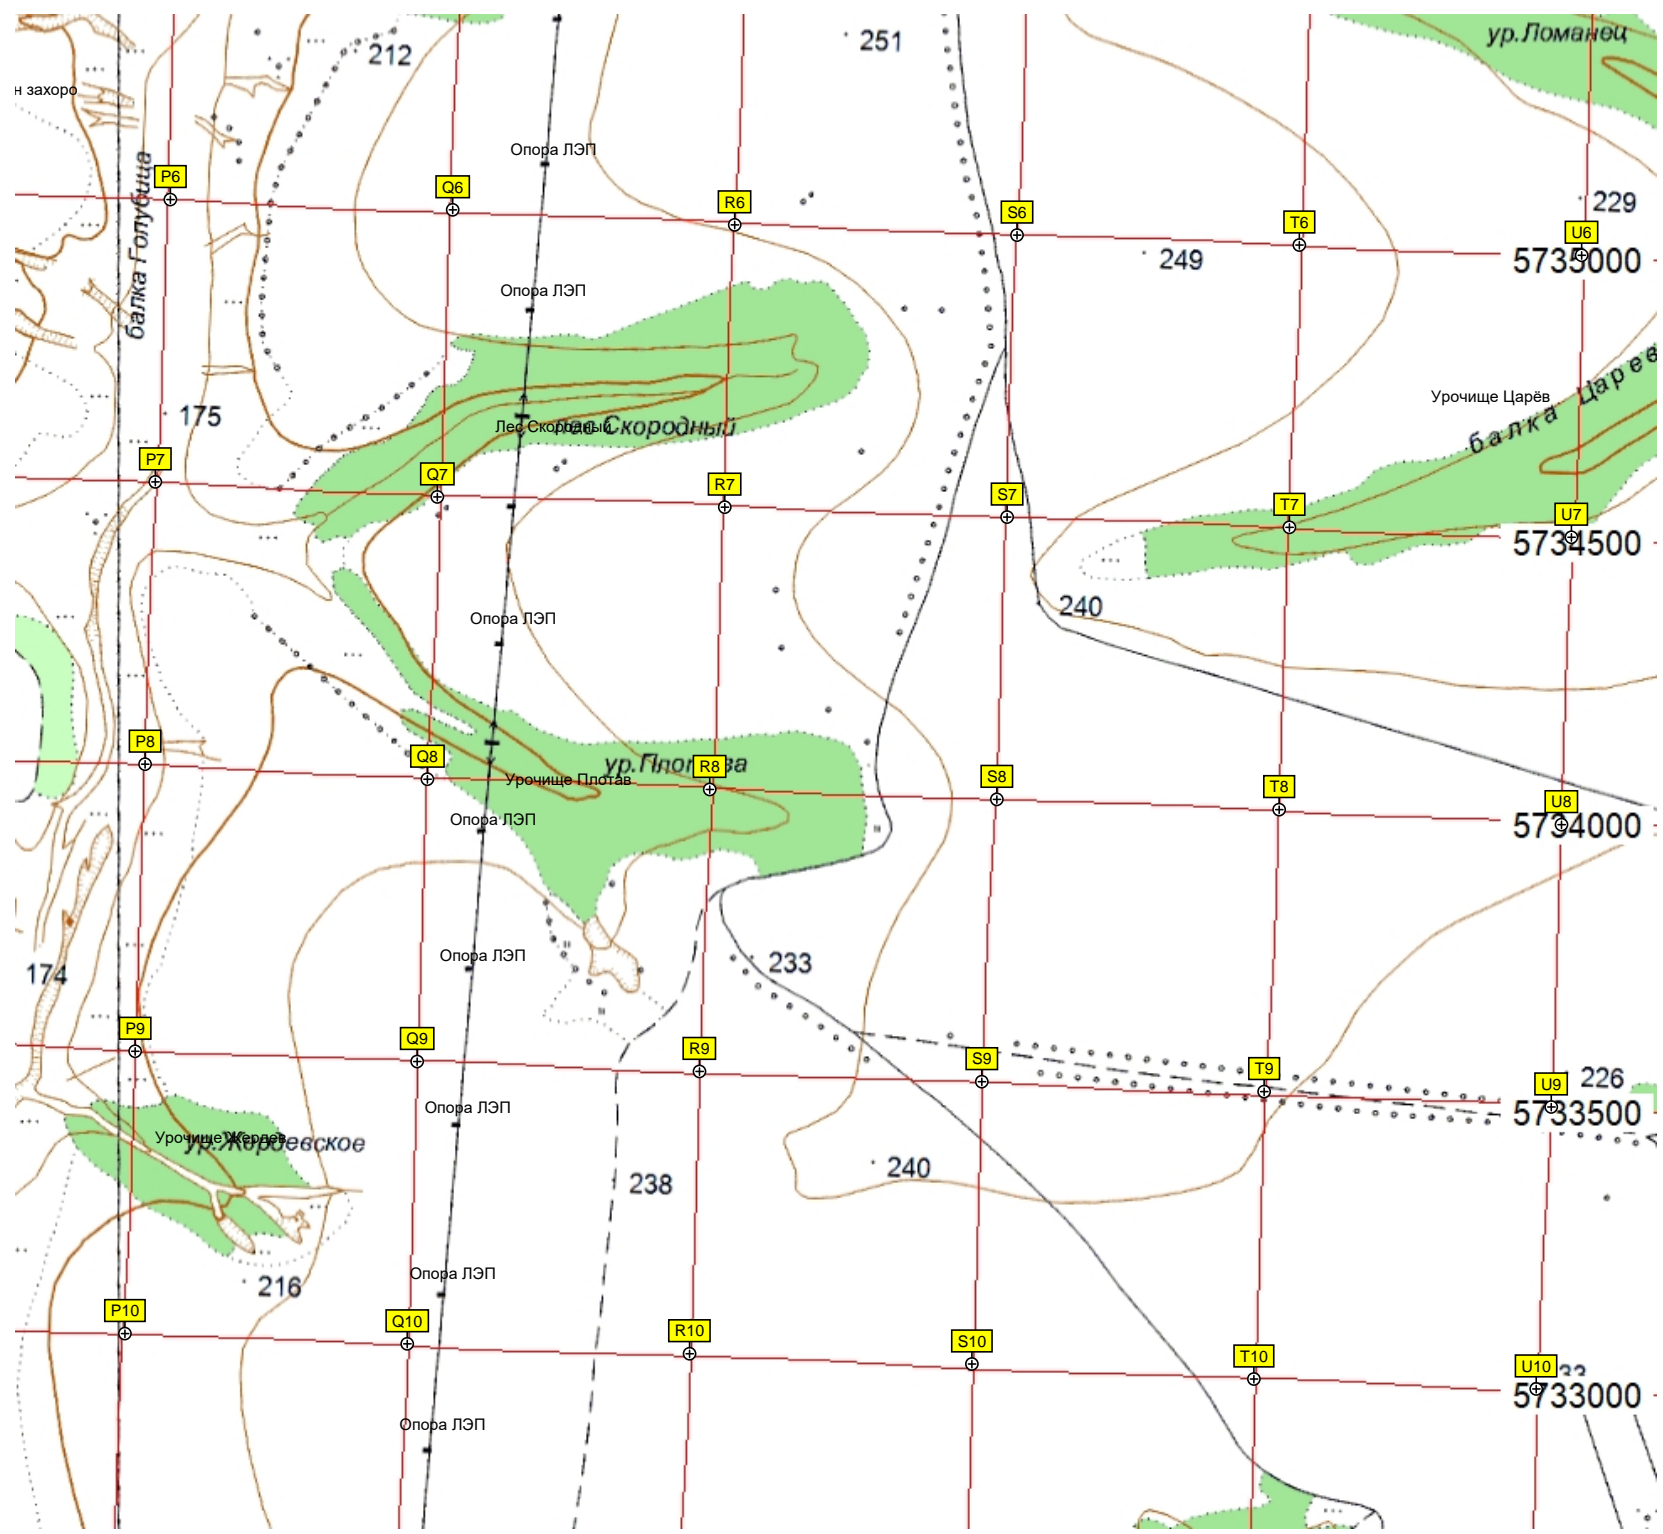 ур.Ломанец
251
212
н захоро
Опора ЛЭП
балка Голубица
P6
Q6
R6
S6
T6
U6
229
249
5735000
Опора ЛЭП
Урочище Царёв
балка Царев
175
Лес Скородный
лес Скородный
P7
Q7
R7
S7
T7
U7
5734500
240
Опора ЛЭП
P8
Q8
R8
S8
T8
U8
Урочище Плотав
5734000
Опора ЛЭП
174
Опора ЛЭП
233
P9
Q9
R9
S9
T9
U9
226
5733500
Опора ЛЭП
Урочище Жердев
ур.Жердевское
240
238
216
Опора ЛЭП
P10
Q10
R10
S10
T10
U10
5733000
Опора ЛЭП